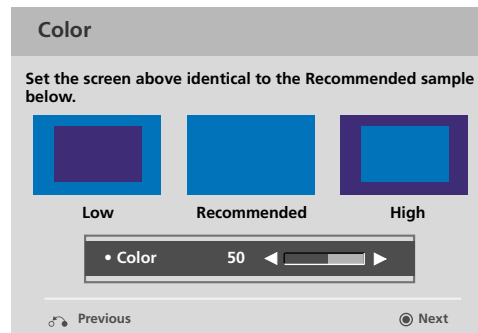 Color
Set the screen above identical to the Recommended sample
below.
Low Recommended High
• Color 50 ◀ ▶
Previous ◉ Next